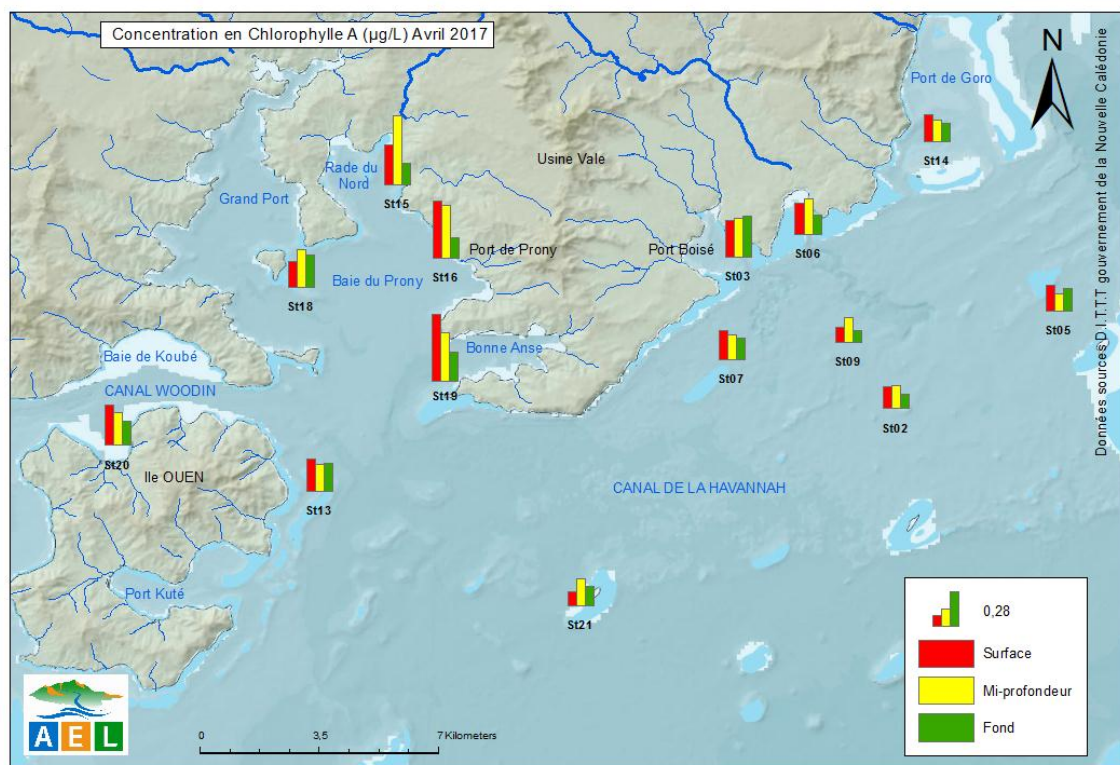 Concentration en Chlorophylle A (µg/L) Avril 2017
N
Port de Goro
Données sources D.I.T.T.T gouvernement de la Nouvelle Calédonie
St14
Usine Vale
Rade du
Nord
St15
Grand Port
St06
Port de Prony
Port Boisé
St16
St03
Baie du Prony
St18
St05
Bonne Anse
Baie de Koubé
St07
St09
CANAL WOODIN
St19
St02
St20
Ile OUEN
CANAL DE LA HAVANNAH
St13
Port Kuté
St21
0,28
Surface
Mi-profondeur
Fond
AEL
0 3,5 7 Kilometers